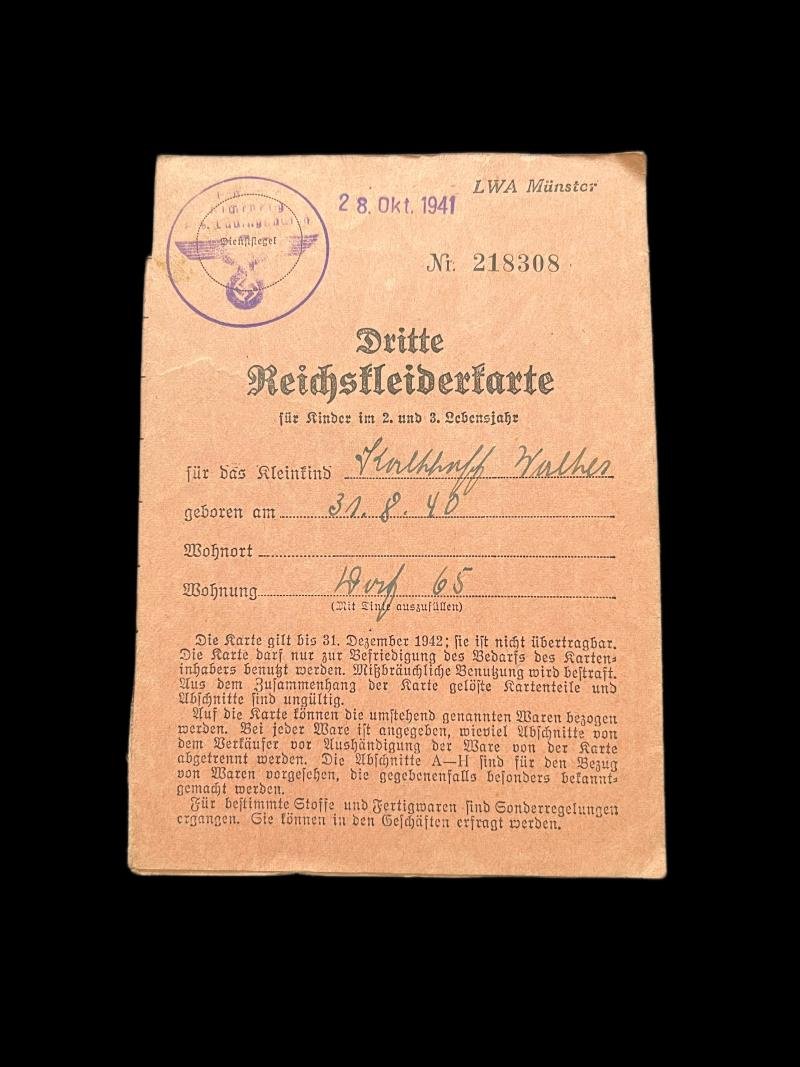 28. Okt. 1941
LWA Münster
Dienstsiegel
Nr. 218308
Dritte
Reichskleiderkarte
für Kinder im 2. und 3. Lebensjahr
für das Kleinkind Kalthoff Walter
geboren am 31. 8. 40
Wohnort
Wohnung Dorf 65
(Mit Tinte auszufüllen)
Die Karte gilt bis 31. Dezember 1942; sie ist nicht übertragbar.
Die Karte darf nur zur Befriedigung des Bedarfs des Karten-
inhabers benutzt werden. Mißbräuchliche Benutzung wird bestraft.
Aus dem Zusammenhang der Karte gelöste Kartenteile und
Abschnitte sind ungültig.
Auf die Karte können die umstehend genannten Waren bezogen
werden. Bei jeder Ware ist angegeben, wieviel Abschnitte von
dem Verkäufer vor Aushändigung der Ware von der Karte
abgetrennt werden. Die Abschnitte A—H sind für den Bezug
von Waren vorgesehen, die gegebenenfalls besonders bekannt-
gemacht werden.
Für bestimmte Stoffe und Fertigwaren sind Sonderregelungen
ergangen. Sie können in den Geschäften erfragt werden.